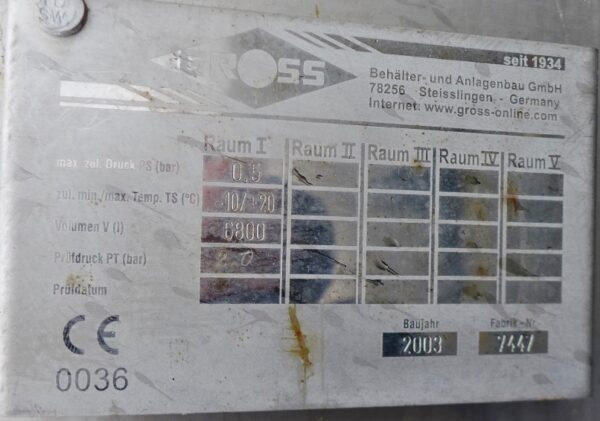 GROSS
seit 1934
Behälter- und Anlagenbau GmbH
78256 Steisslingen - Germany
Internet: www.gross-online.com
Raum I Raum II Raum III Raum IV Raum V
max. zul. Druck PS (bar) 0,5
zul. min./max. Temp. TS (°C) -10/+20
Volumen V (l) 6800
Prüfdruck PT (bar)
Prüfdatum
CE
0036
Baujahr Fabrik - Nr.
2003 7447